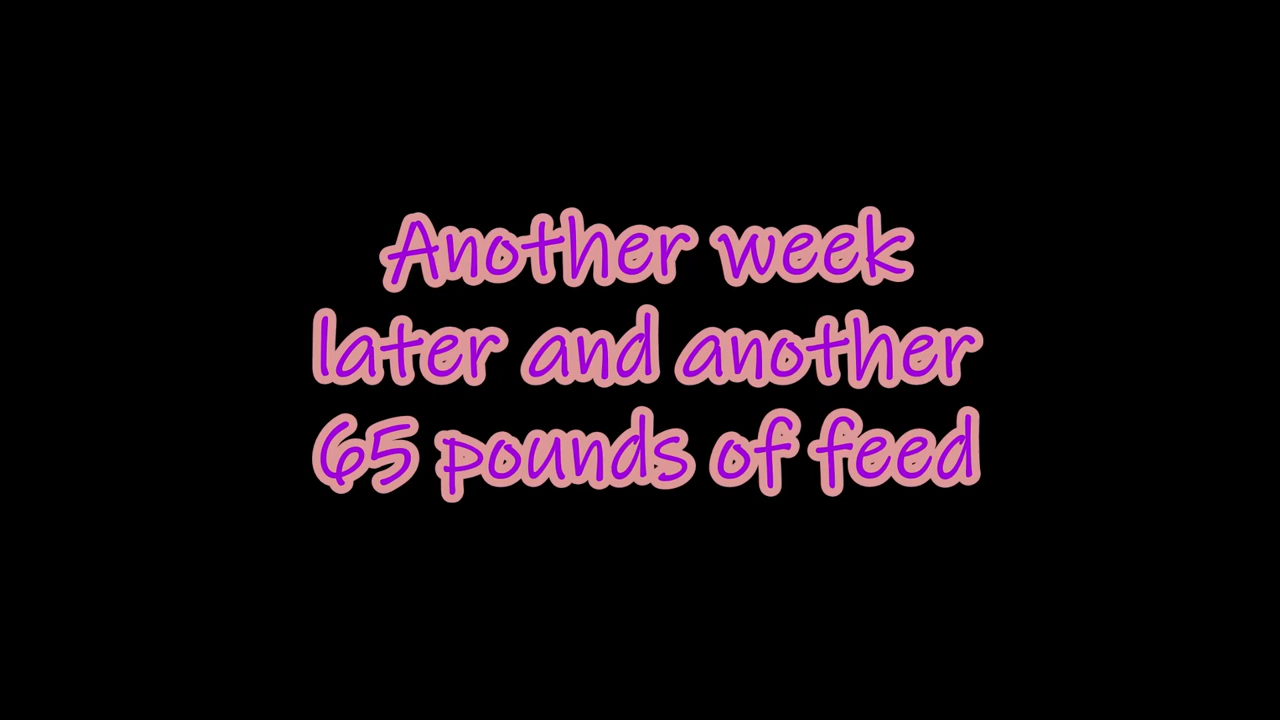 Another week
later and another
65 pounds of feed